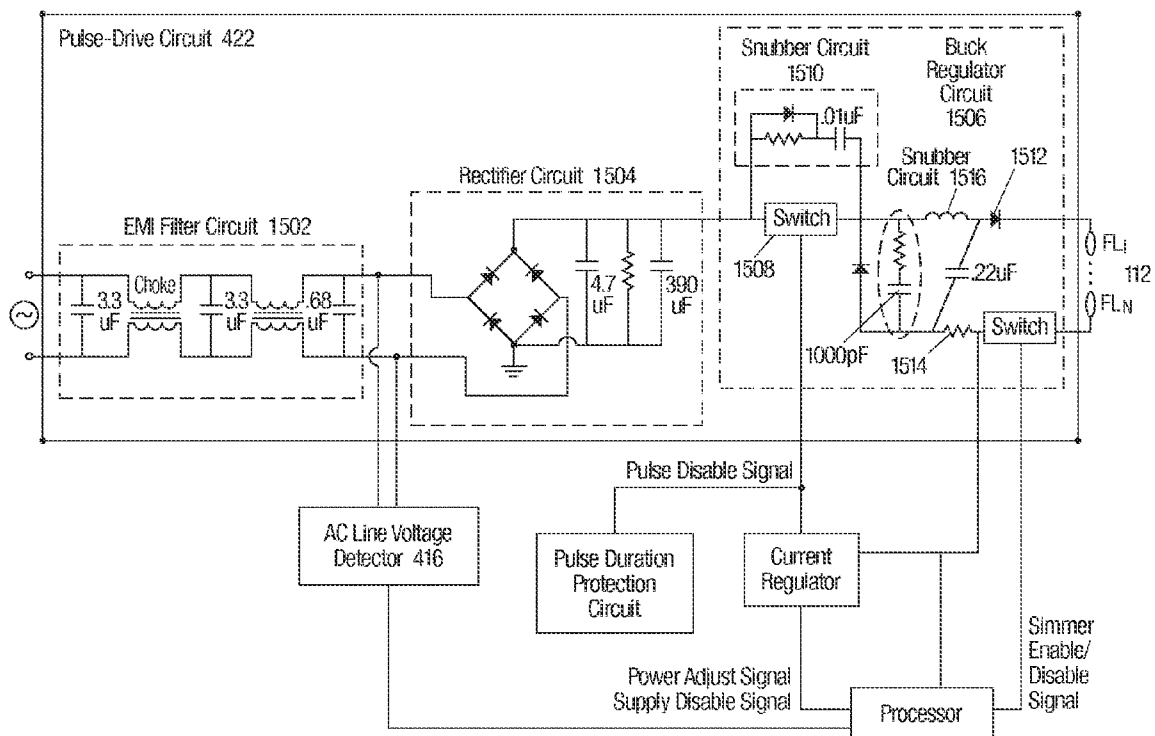 Pulse-Drive Circuit 422
Snubber Circuit
1510
Buck
Regulator
Circuit
1506
.01uF
Snubber
Circuit 1516
1512
Rectifier Circuit 1504
EMI Filter Circuit 1502
Switch
1508
Choke
3.3
uF
3.3
uF
.68
uF
4.7
uF
390
uF
.22uF
FLi
112
FLN
Switch
1000pF
1514
Pulse Disable Signal
AC Line Voltage
Detector 416
Pulse Duration
Protection
Circuit
Current
Regulator
Simmer
Enable/
Disable
Signal
Power Adjust Signal
Supply Disable Signal
Processor